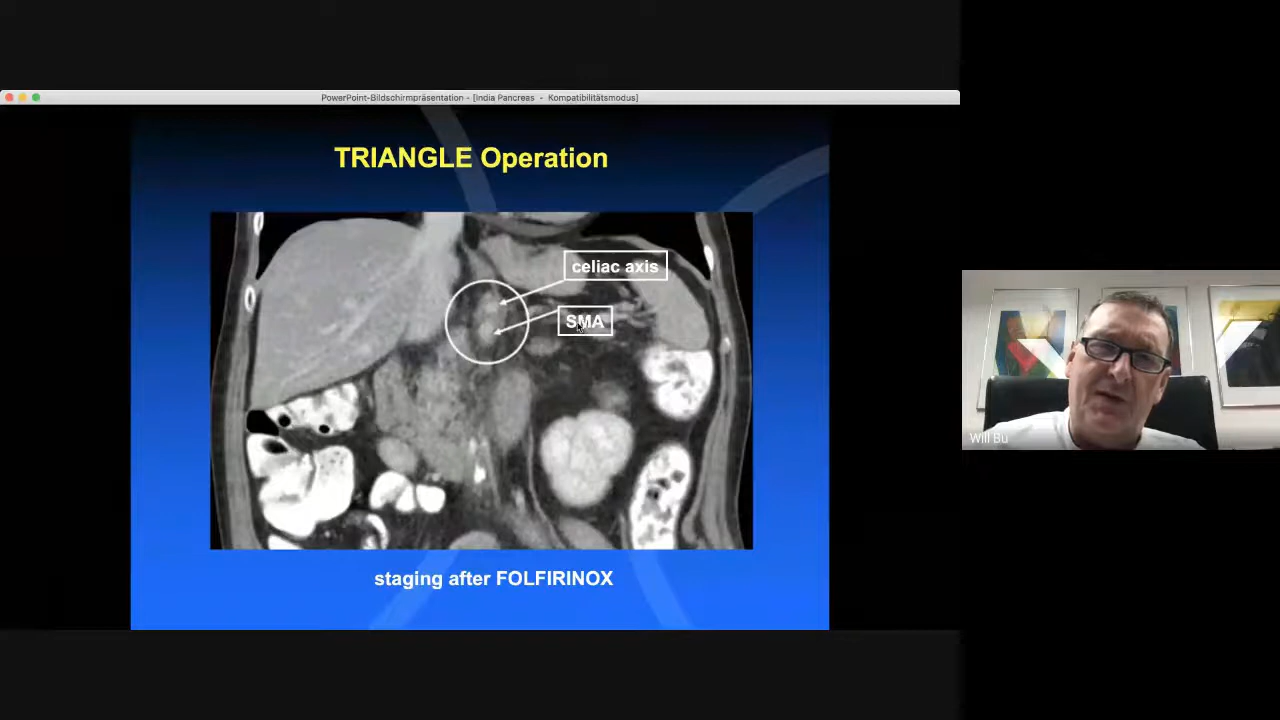 PowerPoint-Bildschirmpräsentation - [India Pancreas - Kompatibilitätsmodus]
TRIANGLE Operation
celiac axis
SMA
staging after FOLFIRINOX
Will Bu